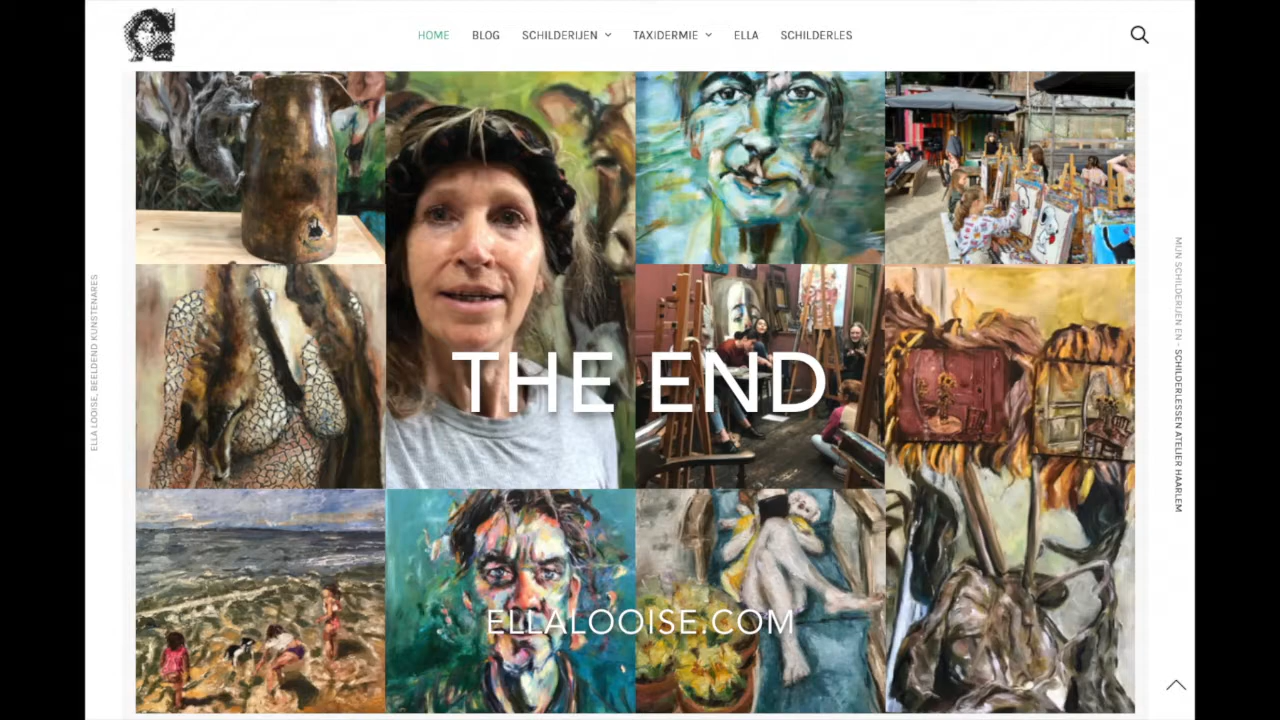 HOME BLOG SCHILDERIJEN TAXIDERMIE ELLA SCHILDERLES
ELLA LOOISE, BEELDEND KUNSTENARES
THE END
ELLALOOISE.COM
MIJN SCHILDERIJEN EN - SCHILDERLESSEN ATELIER HAARLEM